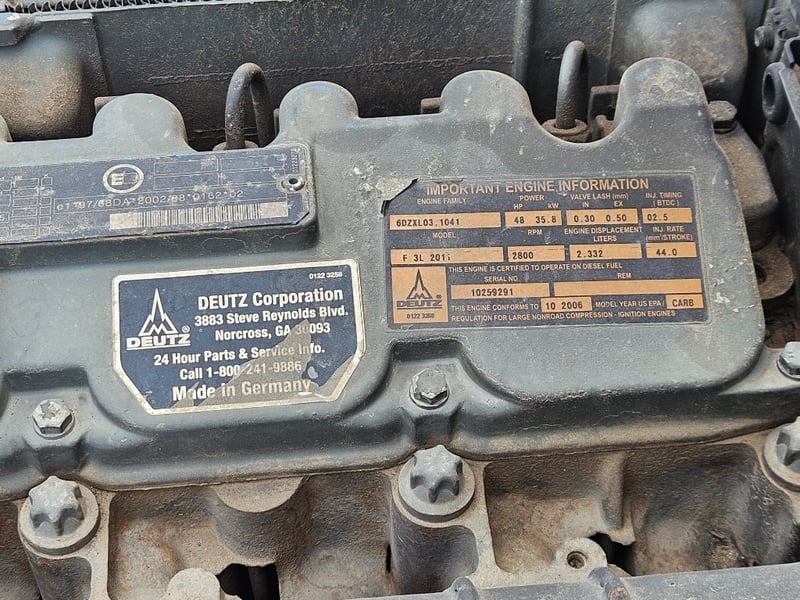 E
e1*97/68DA*2002/88*0162*02
0122 3258
DEUTZ Corporation
3883 Steve Reynolds Blvd.
Norcross, GA 30093
DEUTZ®
24 Hour Parts & Service Info.
Call 1-800-241-9886
Made in Germany
IMPORTANT ENGINE INFORMATION
ENGINE FAMILY POWER VALVE LASH (mm) INJ. TIMING
HP kW IN EX (BTDC)
6DZXL03.1041 48 35.8 0.30 0.50 02.5
MODEL RPM ENGINE DISPLACEMENT INJ. RATE
LITERS (mm³/STROKE)
F 3L 2011 2800 2.332 44.0
THIS ENGINE IS CERTIFIED TO OPERATE ON DIESEL FUEL
SERIAL NO. REM
10259291
DEUTZ
THIS ENGINE CONFORMS TO 10 2006 MODEL YEAR US EPA/ CARB
0122 3258
REGULATION FOR LARGE NONROAD COMPRESSION - IGNITION ENGINES